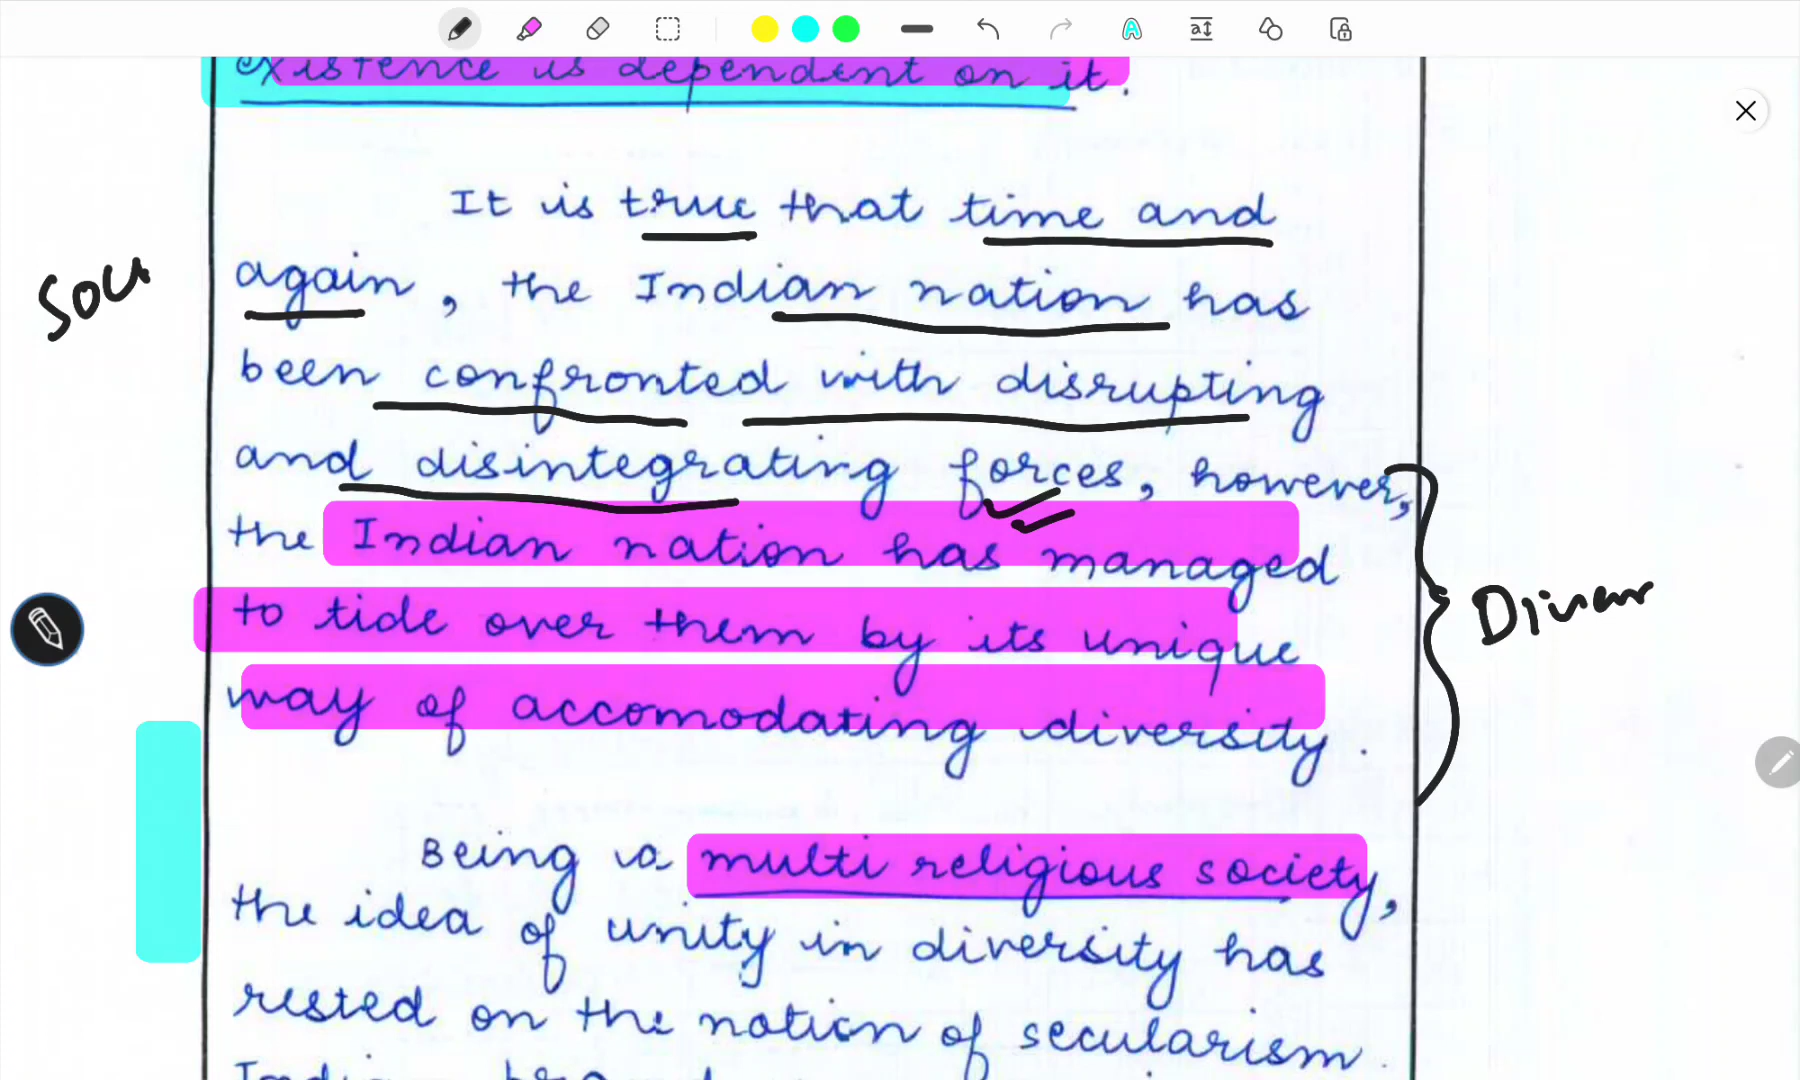 existence is dependent on it.
It is true that time and
again, the Indian nation has
been confronted with disrupting
and disintegrating forces, however,
the Indian nation has managed
to tide over them by its unique
way of accomodating diversity.
Being a multi religious society,
the idea of unity in diversity has
rested on the notion of secularism